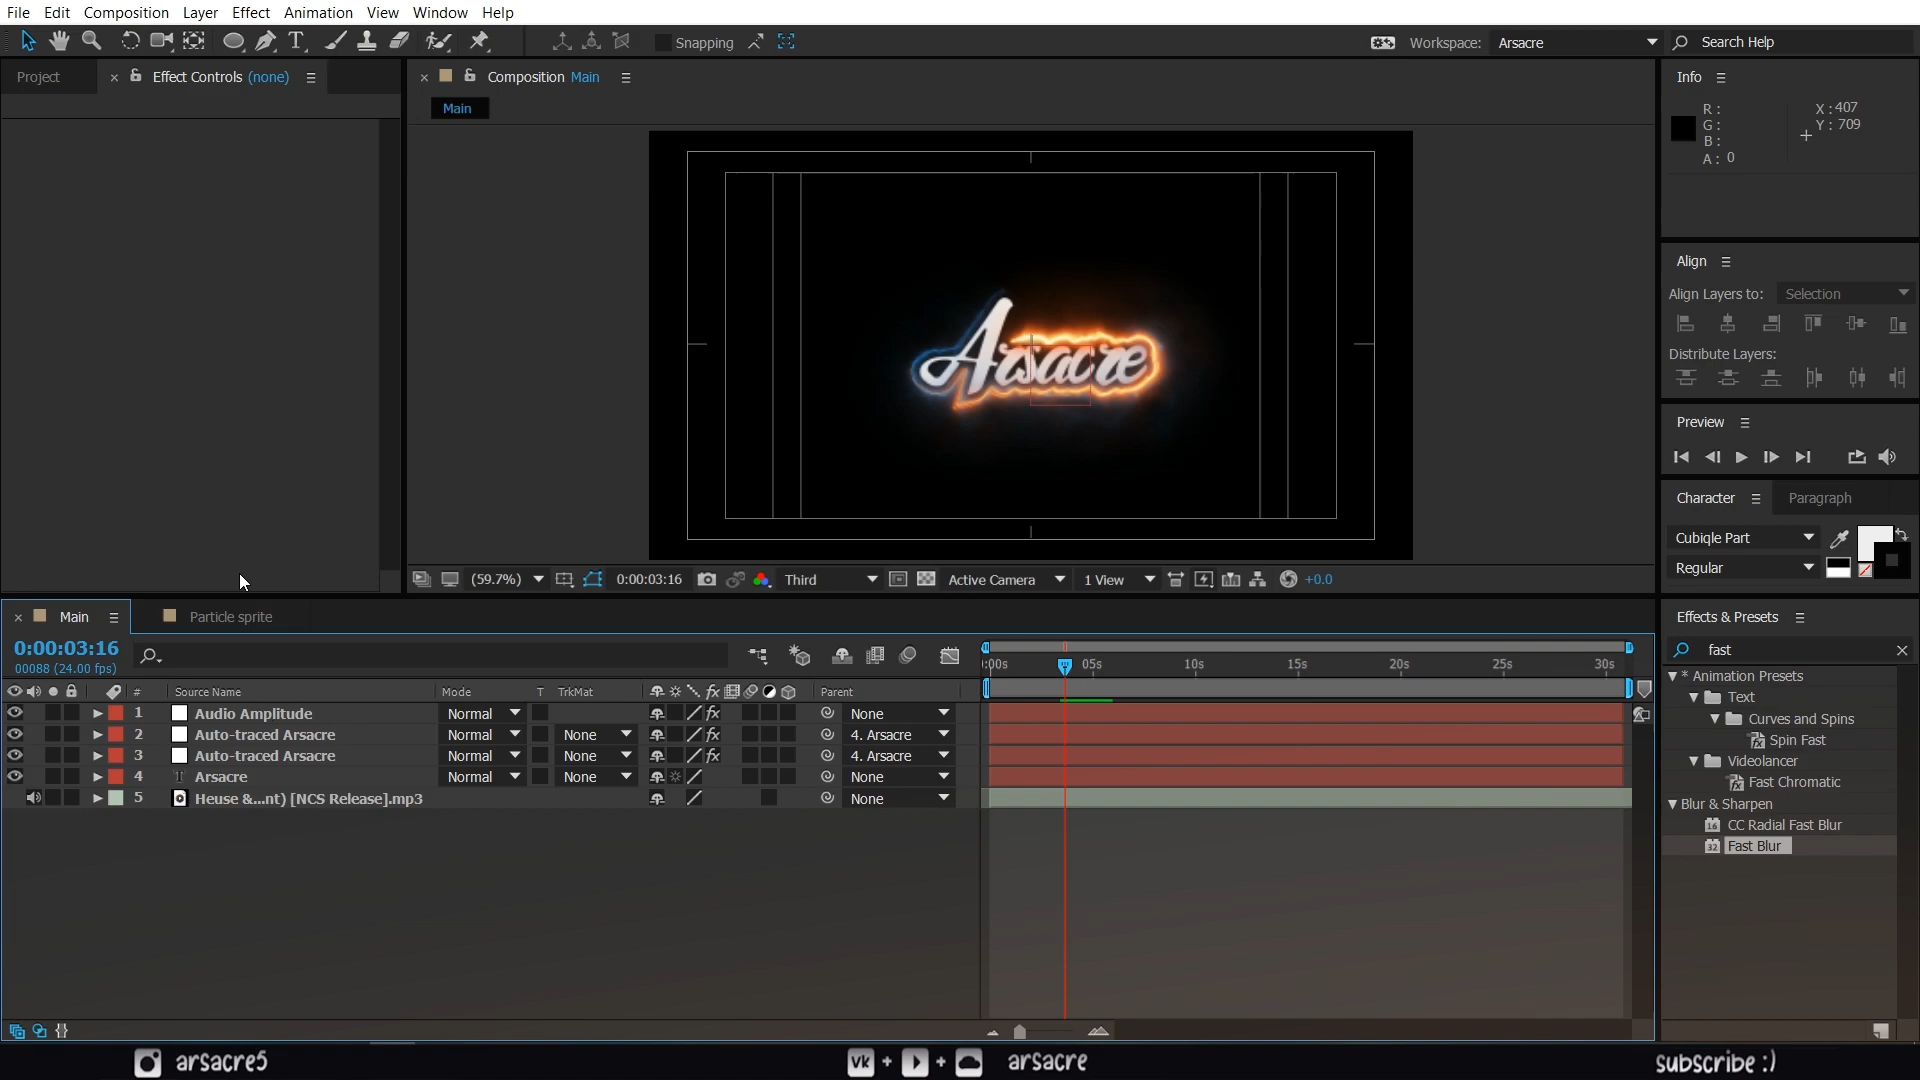 File Edit Composition Layer Effect Animation View Window Help
Snapping
Workspace: Arsacre
Search Help
Project
× Effect Controls (none)
× Composition Main
Main
Arsacre
(59.7%) 0:00:03:16 Third Active Camera 1 View +0.0
Info
R :
G :
B :
A : 0
X : 407
Y : 709
Align
Align Layers to: Selection
Distribute Layers:
Preview
Character Paragraph
Cubiqle Part
Regular
Effects & Presets
fast
* Animation Presets
Text
Curves and Spins
Spin Fast
Videolancer
Fast Chromatic
Blur & Sharpen
CC Radial Fast Blur
Fast Blur
× Main Particle sprite
0:00:03:16
00088 (24.00 fps)
:00s 05s 10s 15s 20s 25s 30s
# Source Name Mode T TrkMat fx Parent
1 Audio Amplitude Normal fx None
2 Auto-traced Arsacre Normal None fx 4. Arsacre
3 Auto-traced Arsacre Normal None fx 4. Arsacre
4 T Arsacre Normal None None
5 Heuse &...nt) [NCS Release].mp3 None
arsacre5
vk + + arsacre
subscribe :)